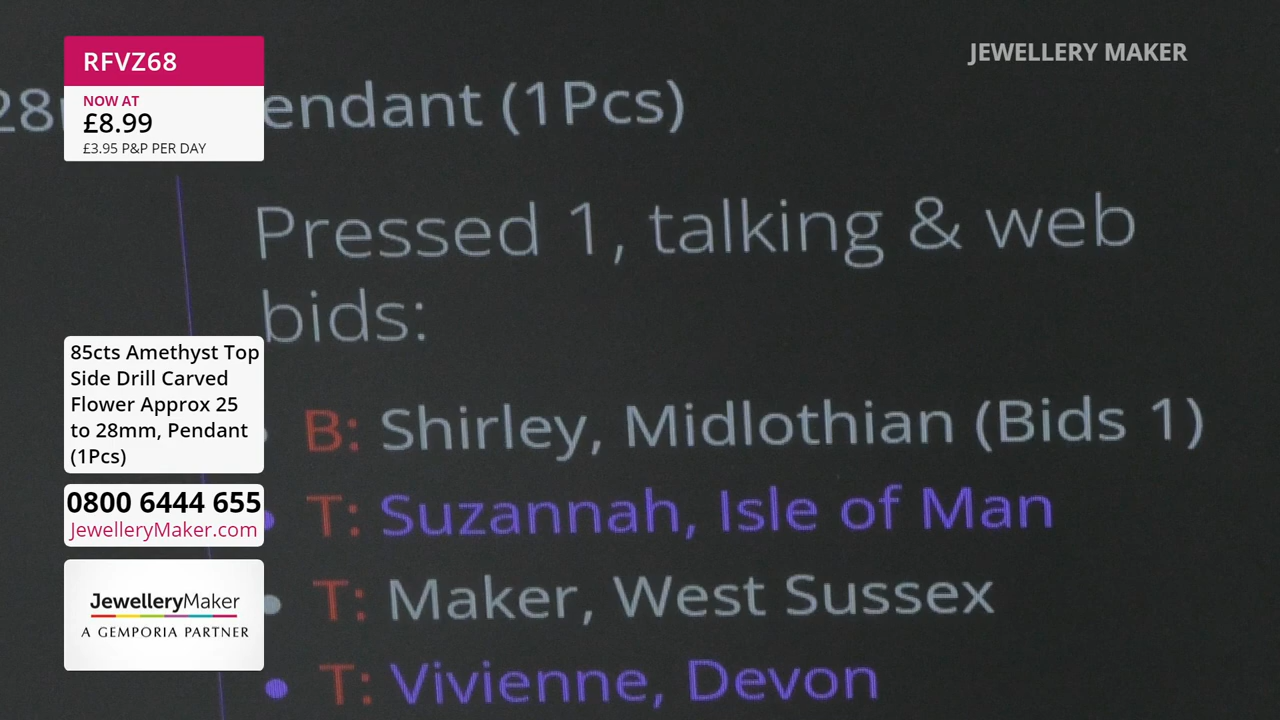 RFVZ68
NOW AT
£8.99
£3.95 P&P PER DAY
JEWELLERY MAKER
endant (1Pcs)
Pressed 1, talking & web
bids:
B: Shirley, Midlothian (Bids 1)
• T: Suzannah, Isle of Man
• T: Maker, West Sussex
• T: Vivienne, Devon
85cts Amethyst Top
Side Drill Carved
Flower Approx 25
to 28mm, Pendant
(1Pcs)
0800 6444 655
JewelleryMaker.com
JewelleryMaker
A GEMPORIA PARTNER